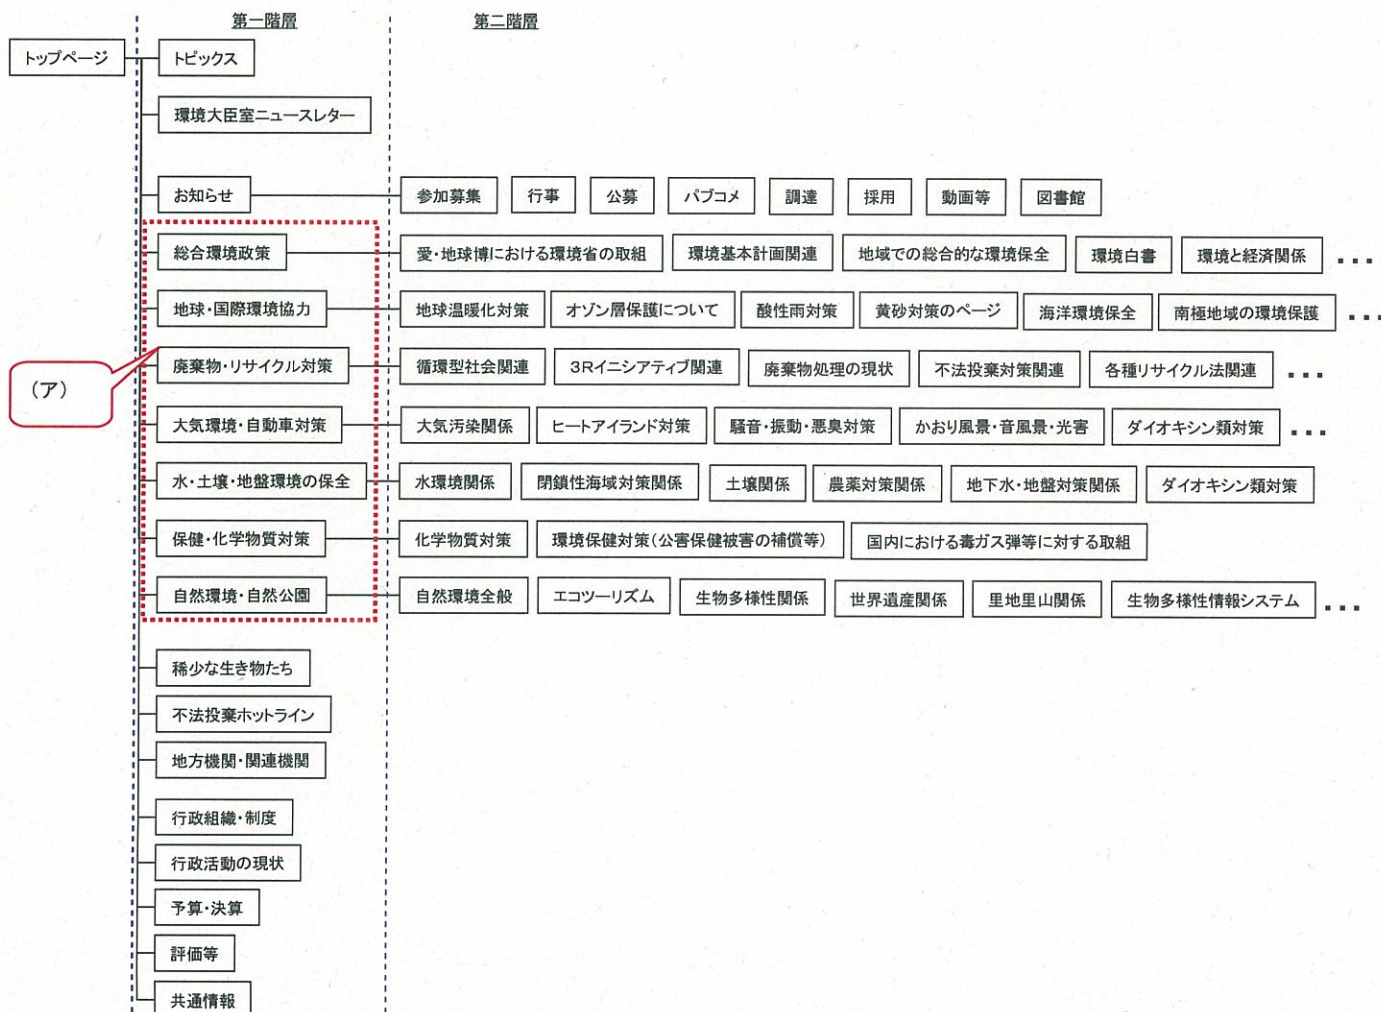 第一階層 第二階層
トップページ トピックス
環境大臣室ニュースレター
お知らせ 参加募集 行事 公募 パブコメ 調達 採用 動画等 図書館
総合環境政策 愛・地球博における環境省の取組 環境基本計画関連 地域での総合的な環境保全 環境白書 環境と経済関係 ・・・
地球・国際環境協力 地球温暖化対策 オゾン層保護について 酸性雨対策 黄砂対策のページ 海洋環境保全 南極地域の環境保護 ・・・
廃棄物・リサイクル対策 循環型社会関連 3Rイニシアティブ関連 廃棄物処理の現状 不法投棄対策関連 各種リサイクル法関連 ・・・
(ア)
大気環境・自動車対策 大気汚染関係 ヒートアイランド対策 騒音・振動・悪臭対策 かおり風景・音風景・光害 ダイオキシン類対策 ・・・
水・土壌・地盤環境の保全 水環境関係 閉鎖性海域対策関係 土壌関係 農薬対策関係 地下水・地盤対策関係 ダイオキシン類対策
保健・化学物質対策 化学物質対策 環境保健対策(公害保健被害の補償等) 国内における毒ガス弾等に対する取組
自然環境・自然公園 自然環境全般 エコツーリズム 生物多様性関係 世界遺産関係 里地里山関係 生物多様性情報システム ・・・
稀少な生き物たち
不法投棄ホットライン
地方機関・関連機関
行政組織・制度
行政活動の現状
予算・決算
評価等
共通情報